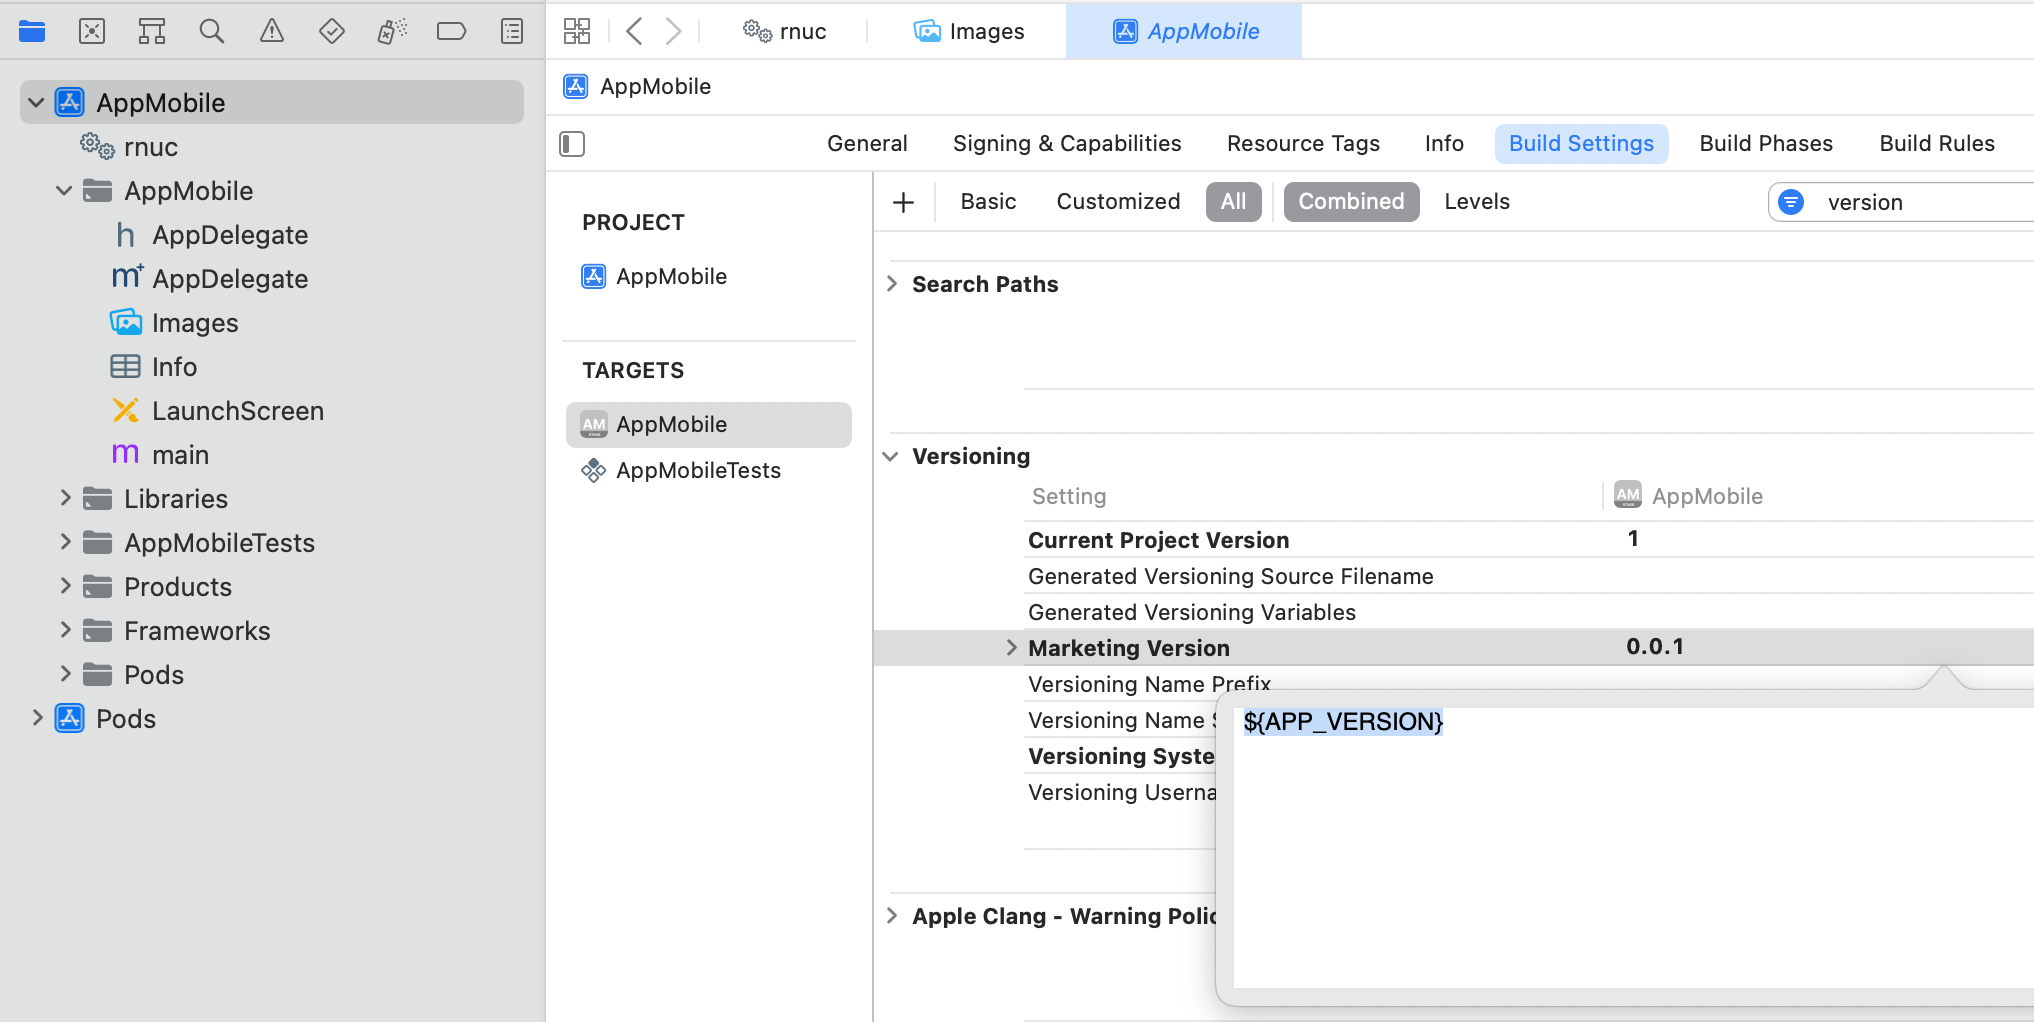 rnuc
Images
AppMobile
AppMobile
General
Signing & Capabilities
Resource Tags
Info
Build Settings
Build Phases
Build Rules
AppMobile
rnuc
AppMobile
h AppDelegate
m+ AppDelegate
Images
Info
LaunchScreen
m main
Libraries
AppMobileTests
Products
Frameworks
Pods
Pods
PROJECT
AppMobile
TARGETS
AM AppMobile
AppMobileTests
+ Basic Customized All Combined Levels version
Search Paths
Versioning
Setting AM AppMobile
Current Project Version 1
Generated Versioning Source Filename
Generated Versioning Variables
Marketing Version 0.0.1
Versioning Name Prefix
Versioning Name
Versioning Syste
Versioning Userna
${APP_VERSION}
Apple Clang - Warning Polic